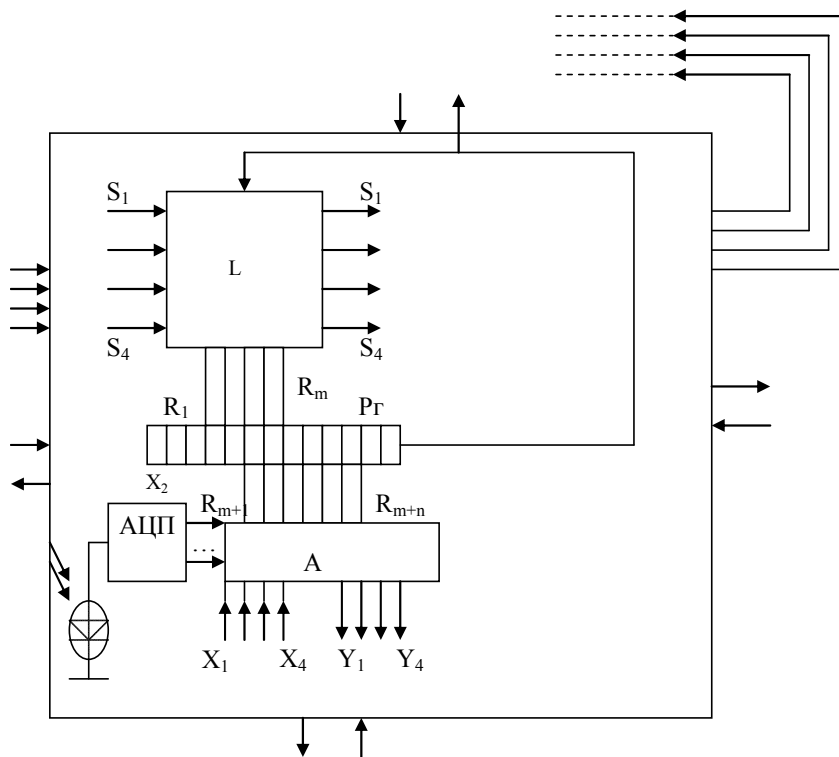 S₁ S₁
L
S₄ S₄
Rₘ
R₁ Рг
X₂
Rₘ₊₁ Rₘ₊ₙ
АЦП
...
A
X₁ X₄ Y₁ Y₄